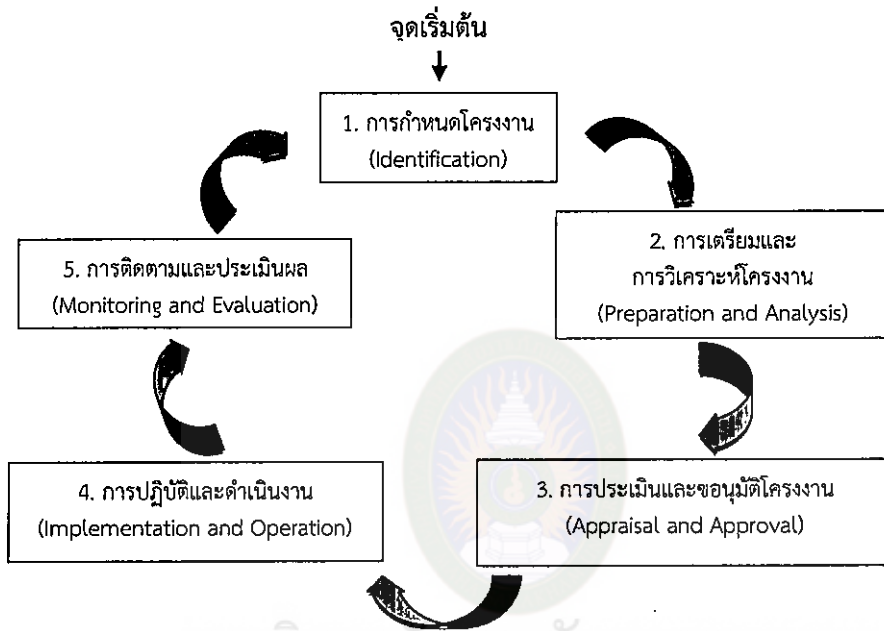 จุดเริ่มต้น
1. การกำหนดโครงงาน
(Identification)
2. การเตรียมและ
การวิเคราะห์โครงงาน
(Preparation and Analysis)
3. การประเมินและขอนุมัติโครงงาน
(Appraisal and Approval)
4. การปฏิบัติและดำเนินงาน
(Implementation and Operation)
5. การติดตามและประเมินผล
(Monitoring and Evaluation)